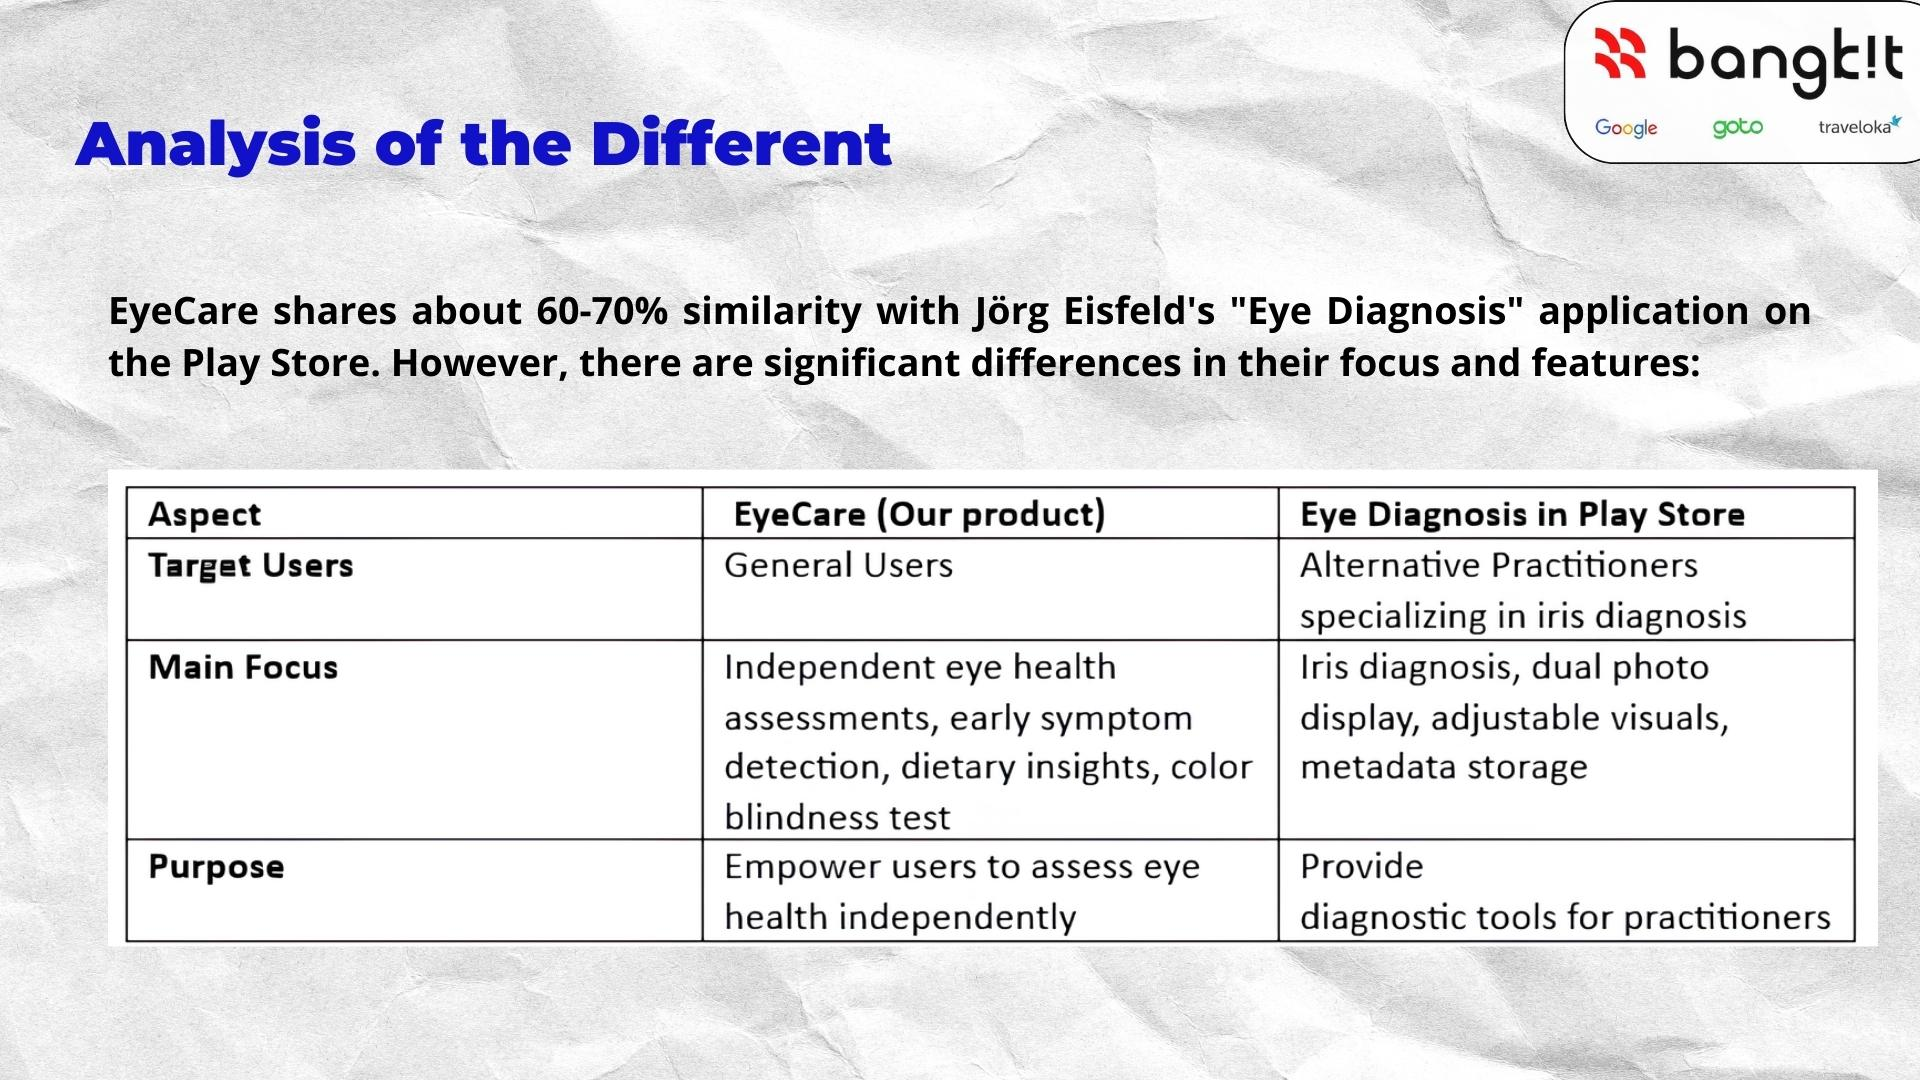 bangk!t
Google goto traveloka
Analysis of the Different
EyeCare shares about 60-70% similarity with Jörg Eisfeld's "Eye Diagnosis" application on
the Play Store. However, there are significant differences in their focus and features:
Aspect
EyeCare (Our product)
Eye Diagnosis in Play Store
Target Users
General Users
Alternative Practitioners
specializing in iris diagnosis
Main Focus
Independent eye health
assessments, early symptom
detection, dietary insights, color
blindness test
Iris diagnosis, dual photo
display, adjustable visuals,
metadata storage
Purpose
Empower users to assess eye
health independently
Provide
diagnostic tools for practitioners